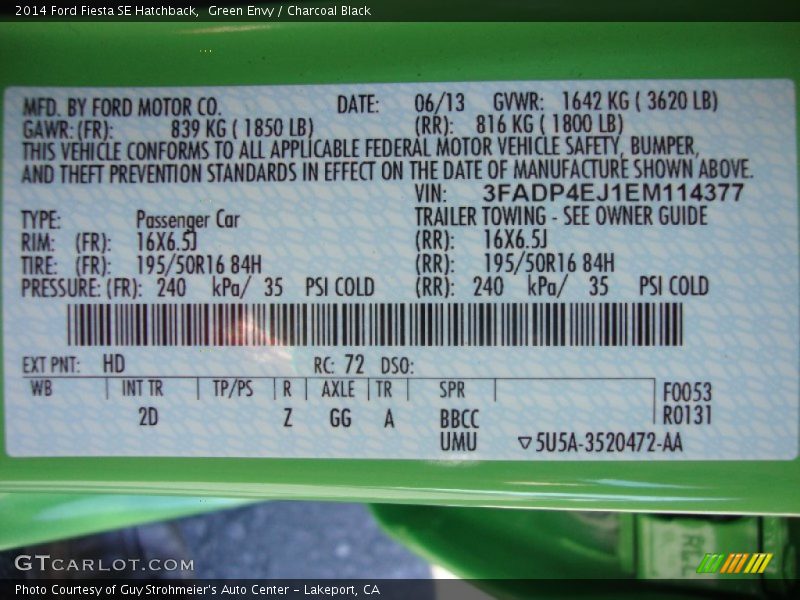 2014 Ford Fiesta SE Hatchback,  Green Envy / Charcoal Black
MFD. BY FORD MOTOR CO. DATE: 06/13 GVWR: 1642 KG ( 3620 LB)
GAWR: (FR): 839 KG ( 1850 LB) (RR): 816 KG ( 1800 LB)
THIS VEHICLE CONFORMS TO ALL APPLICABLE FEDERAL MOTOR VEHICLE SAFETY, BUMPER,
AND THEFT PREVENTION STANDARDS IN EFFECT ON THE DATE OF MANUFACTURE SHOWN ABOVE.
VIN: 3FADP4EJ1EM114377
TYPE: Passenger Car TRAILER TOWING - SEE OWNER GUIDE
RIM: (FR): 16X6.5J (RR): 16X6.5J
TIRE: (FR): 195/50R16 84H (RR): 195/50R16 84H
PRESSURE: (FR): 240 kPa/ 35 PSI COLD (RR): 240 kPa/ 35 PSI COLD
EXT PNT: HD RC: 72 DSO:
WB INT TR TP/PS R AXLE TR SPR F0053
2D Z GG A BBCC R0131
UMU ▽5U5A-3520472-AA
GTCARLOT.COM
Photo Courtesy of Guy Strohmeier's Auto Center - Lakeport, CA